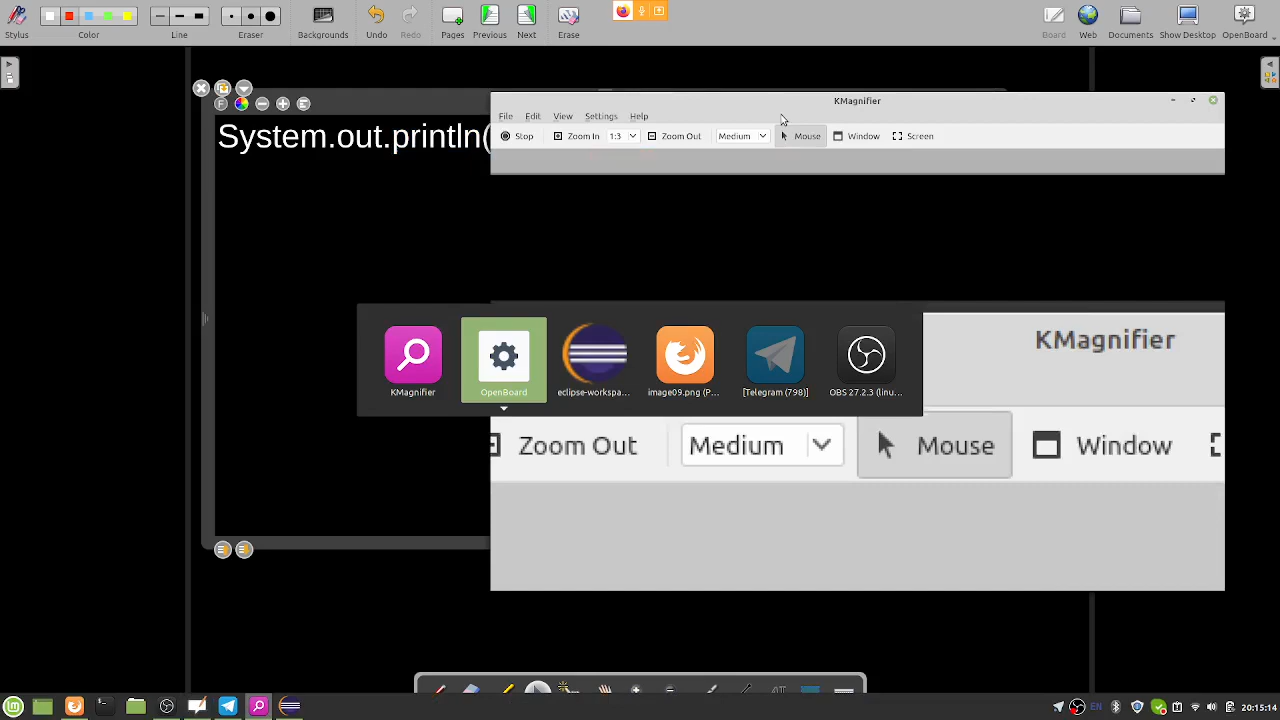 Stylus
Color
Line
Eraser
Backgrounds
Undo
Redo
Pages
Previous
Next
Erase
Board
Web
Documents
Show Desktop
OpenBoard
KMagnifier
F
File Edit View Settings Help
System.out.println(
Stop Zoom In 1:3 Zoom Out Medium Mouse Window Screen
KMagnifier
KMagnifier
OpenBoard
eclipse-workspa...
image09.png (P...
[Telegram (798)]
OBS 27.2.3 (linu...
Zoom Out Medium Mouse Window
EN
20:15:14